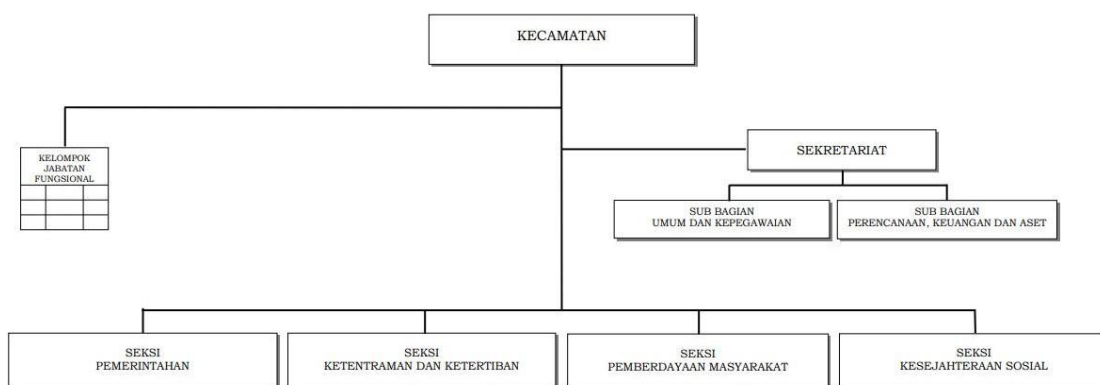 KECAMATAN
KELOMPOK
JABATAN
FUNGSIONAL
SEKRETARIAT
SUB BAGIAN
UMUM DAN KEPEGAWAIAN
SUB BAGIAN
PERENCANAAN, KEUANGAN DAN ASET
SEKSI
PEMERINTAHAN
SEKSI
KETENTRAMAN DAN KETERTIBAN
SEKSI
PEMBERDAYAAN MASYARAKAT
SEKSI
KESEJAHTERAAN SOSIAL